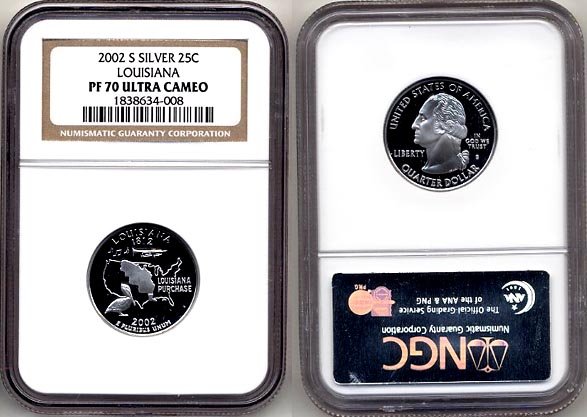 2002 S SILVER 25C
LOUISIANA
PF 70 ULTRA CAMEO
1838634-008
NUMISMATIC GUARANTY CORPORATION
LOUISIANA
1812
LOUISIANA
PURCHASE
2002
E PLURIBUS UNUM
UNITED STATES OF AMERICA
LIBERTY
IN
GOD WE
TRUST
S
QUARTER DOLLAR
NGC
Numismatic Guaranty Corporation
The Official Grading Service
of the ANA & PNG
PNG
ANA